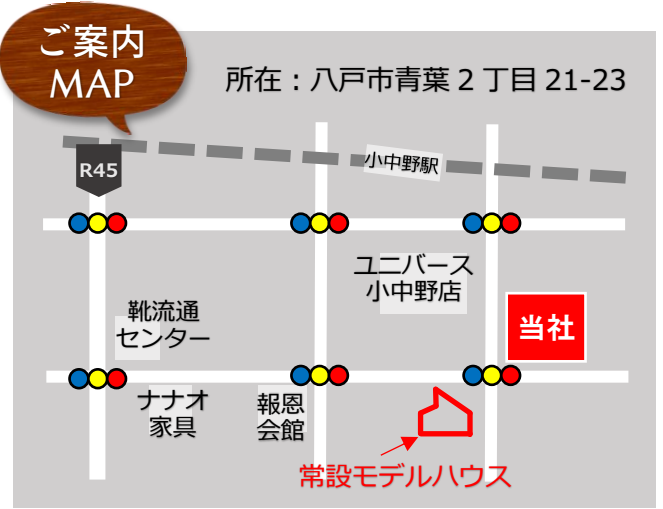 ご案内
MAP
所在：八戸市青葉２丁目21-23
小中野駅
R45
ユニバース
小中野店
靴流通
センター
当社
ナナオ
家具
報恩
会館
常設モデルハウス